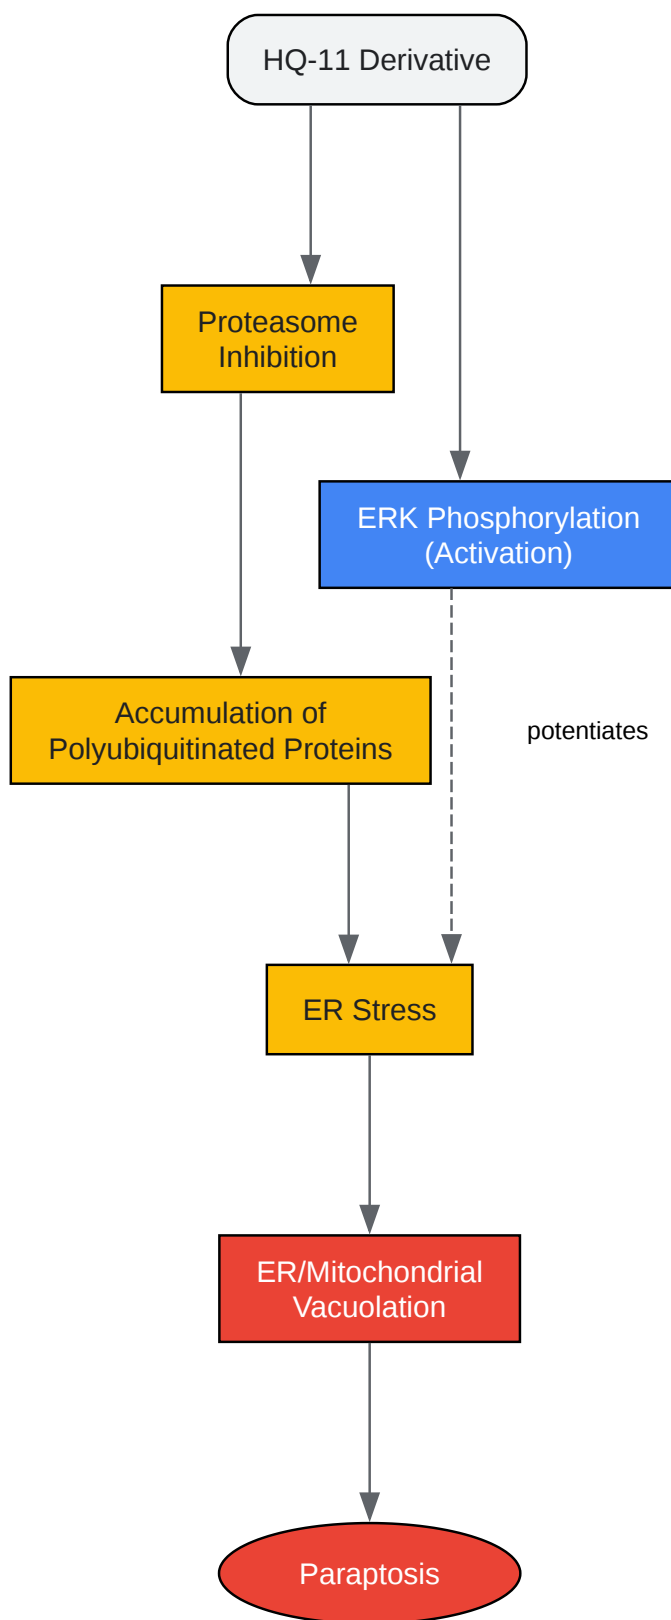 HQ-11 Derivative
Proteasome
Inhibition
ERK Phosphorylation
(Activation)
Accumulation of
Polyubiquitinated Proteins
potentiates
ER Stress
ER/Mitochondrial
Vacuolation
Paraptosis